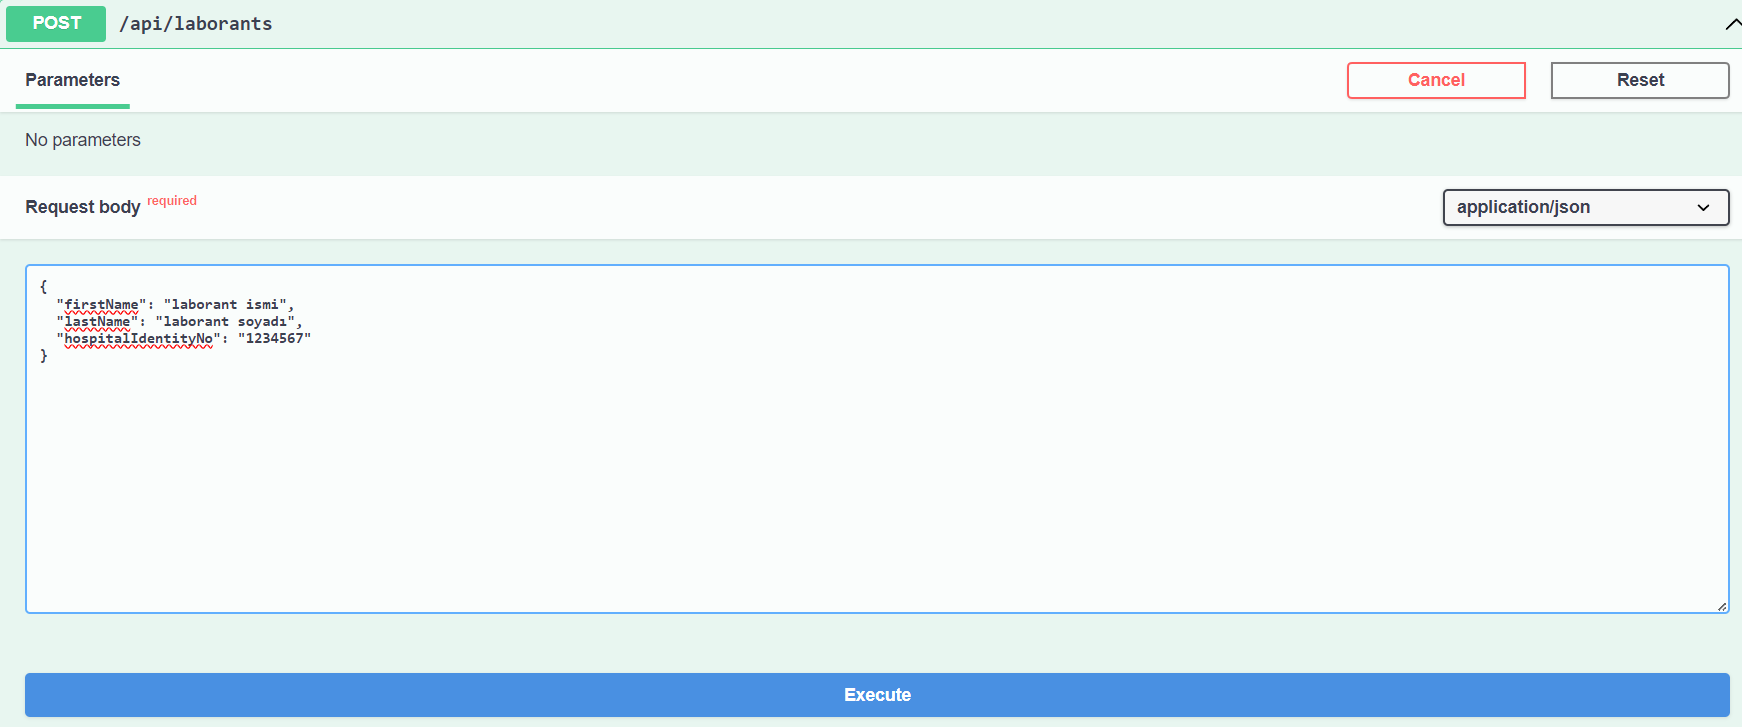 POST /api/laborants
Parameters
Cancel
Reset
No parameters
Request body required
application/json
{
  "firstName": "laborant ismi",
  "lastName": "laborant soyadı",
  "hospitalIdentityNo": "1234567"
}
Execute